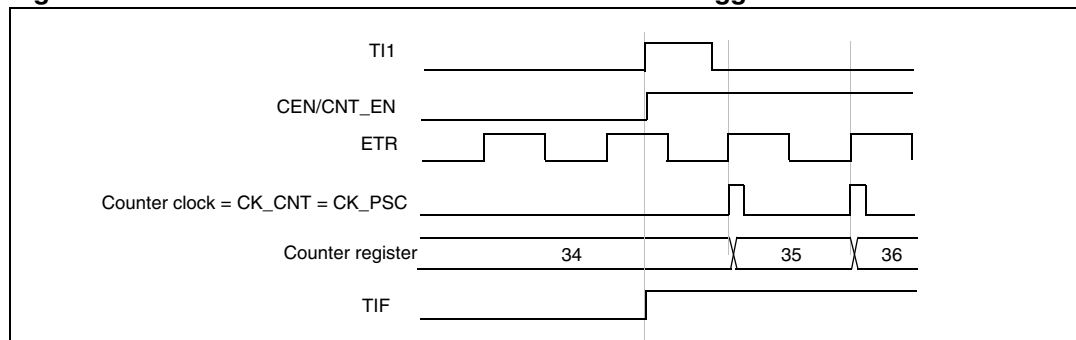 TI1
CEN/CNT_EN
ETR
Counter clock = CK_CNT = CK_PSC
Counter register
34
35
36
TIF